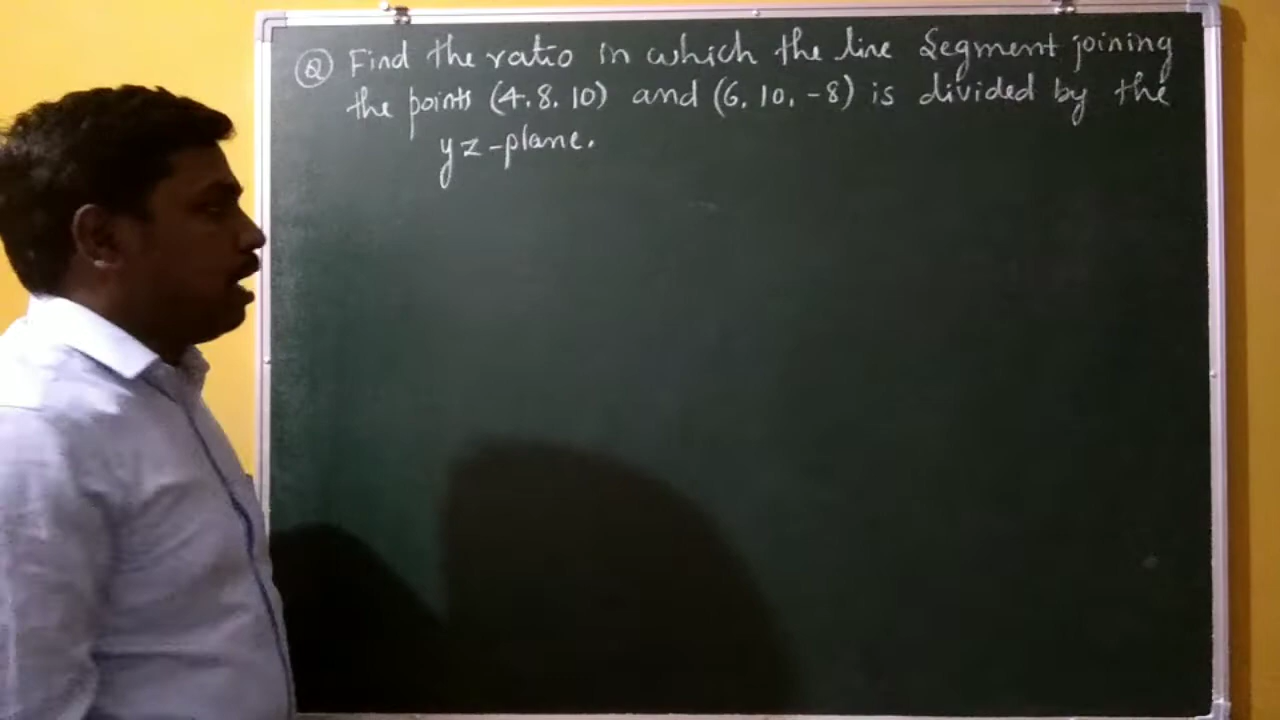 Q Find the ratio in which the line segment joining
the points (4, 8, 10) and (6, 10, -8) is divided by the
yz-plane.